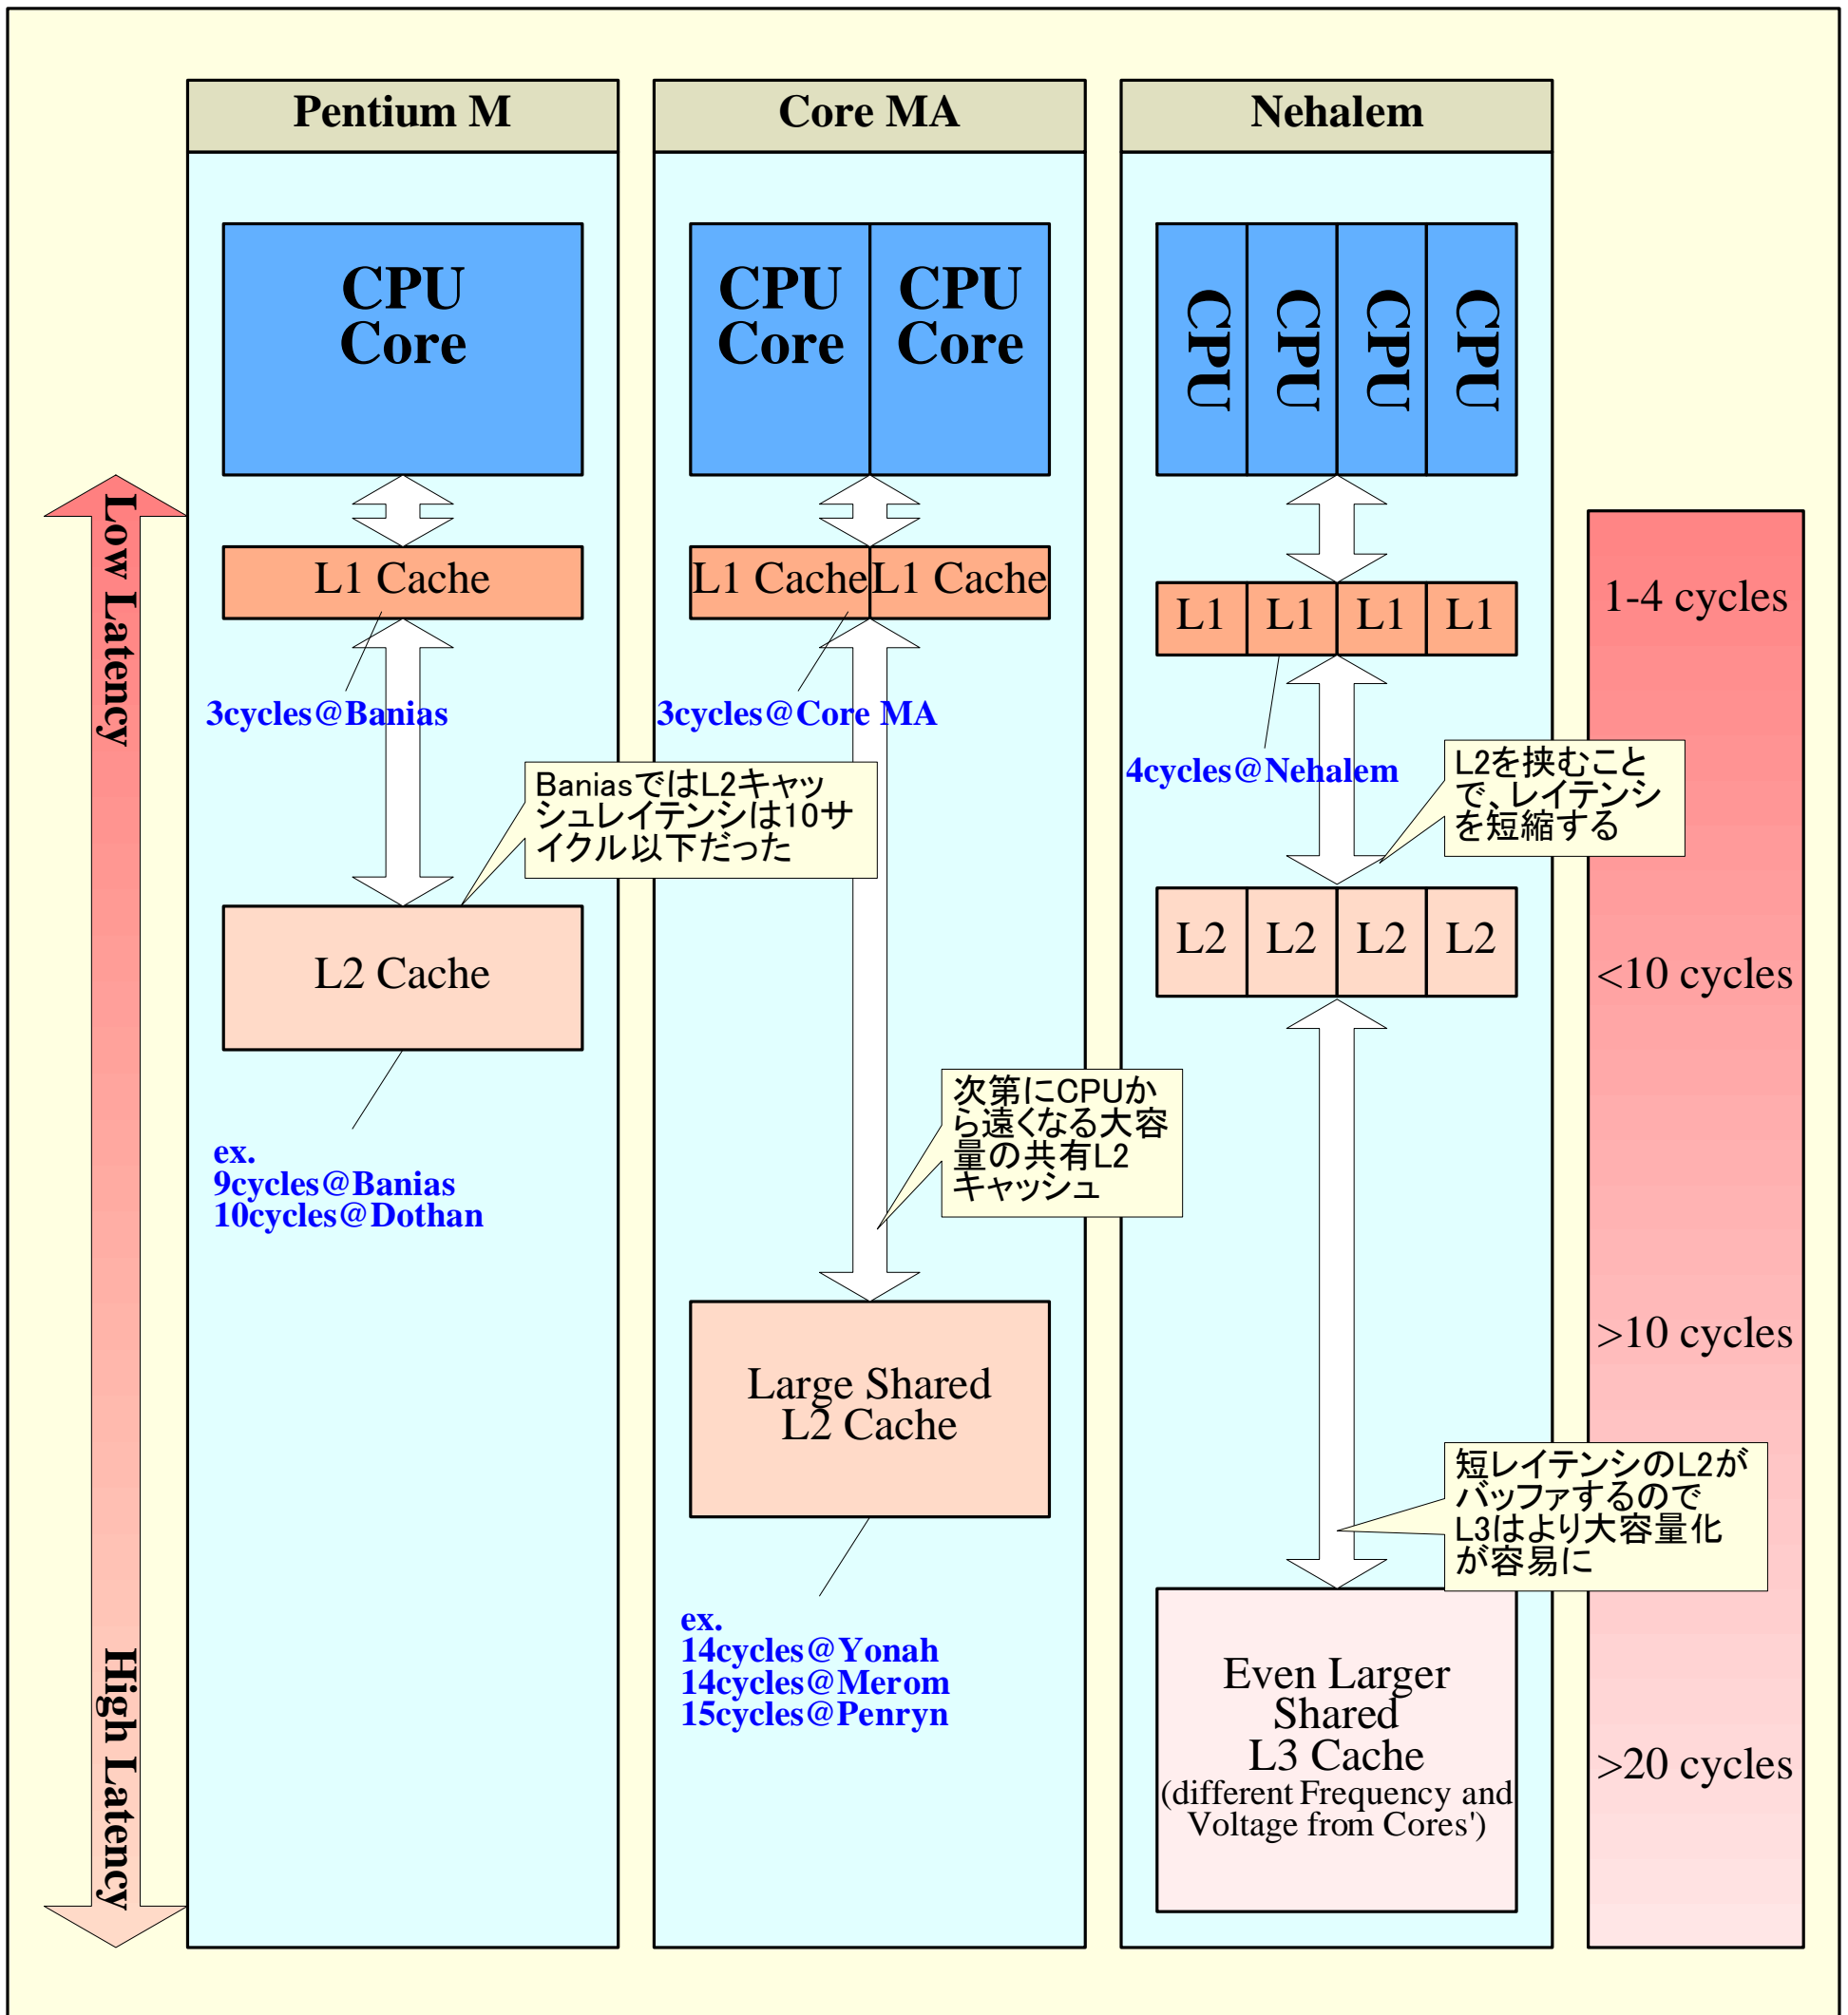 Pentium M
Core MA
Nehalem
CPU
Core
CPU
Core
CPU
Core
CPU
CPU
CPU
CPU
Low Latency
High Latency
L1 Cache
L1 Cache
L1 Cache
L1
L1
L1
L1
1-4 cycles
3cycles@Banias
3cycles@Core MA
4cycles@Nehalem
BaniasではL2キャッ
シュレイテンシは10サ
イクル以下だった
L2を挟むこと
で、レイテンシ
を短縮する
L2 Cache
L2
L2
L2
L2
<10 cycles
ex.
9cycles@Banias
10cycles@Dothan
次第にCPUか
ら遠くなる大容
量の共有L2
キャッシュ
>10 cycles
Large Shared
L2 Cache
短レイテンシのL2が
バッファするので
L3はより大容量化
が容易に
ex.
14cycles@Yonah
14cycles@Merom
15cycles@Penryn
Even Larger
Shared
L3 Cache
(different Frequency and
Voltage from Cores')
>20 cycles